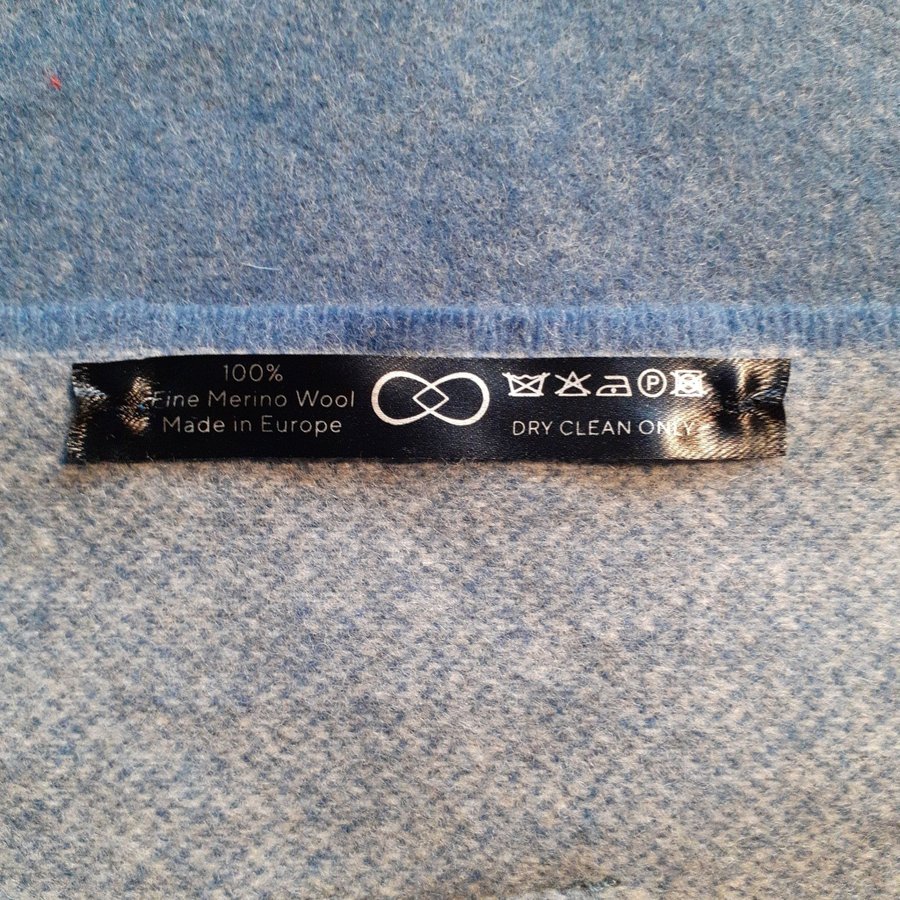 100%
Fine Merino Wool
Made in Europe
P
DRY CLEAN ONLY